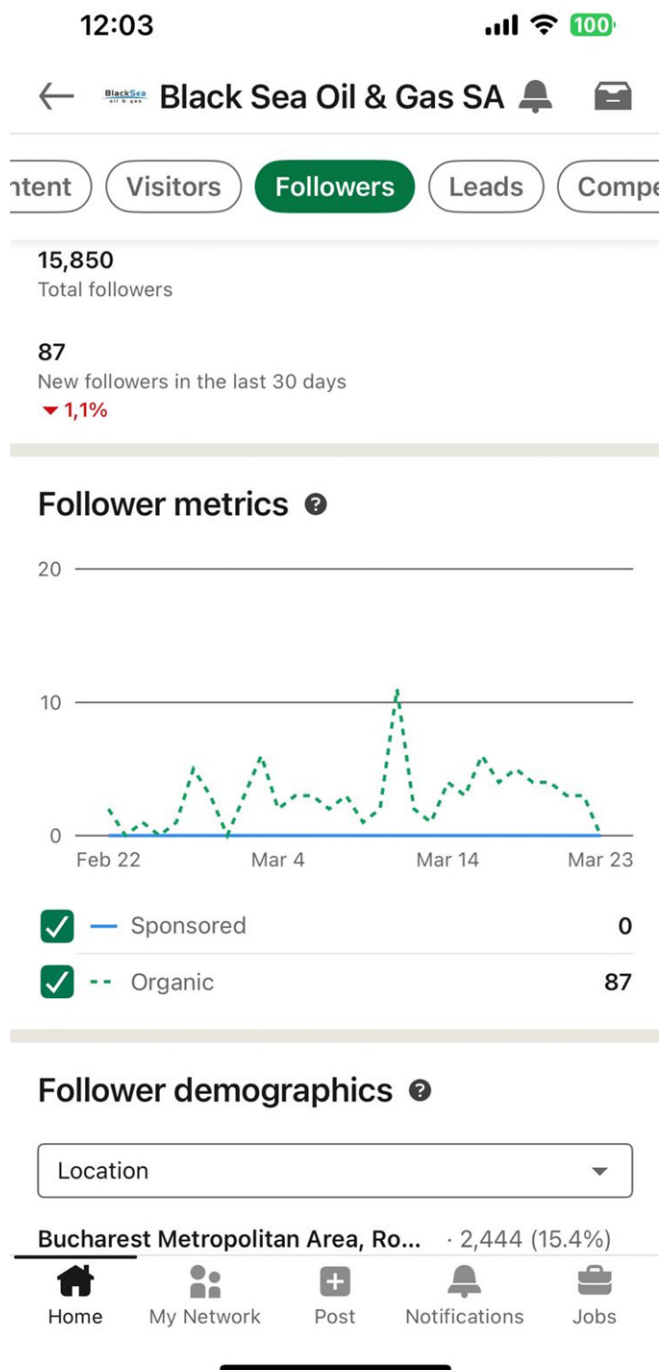 12:03
100
BlackSea
oil & gas
Black Sea Oil & Gas SA
ntent
Visitors
Followers
Leads
Compe
15,850
Total followers
87
New followers in the last 30 days
1,1%
Follower metrics ?
20
10
0
Feb 22 Mar 4 Mar 14 Mar 23
Sponsored 0
Organic 87
Follower demographics ?
Location
Bucharest Metropolitan Area, Ro... · 2,444 (15.4%)
Home
My Network
Post
Notifications
Jobs